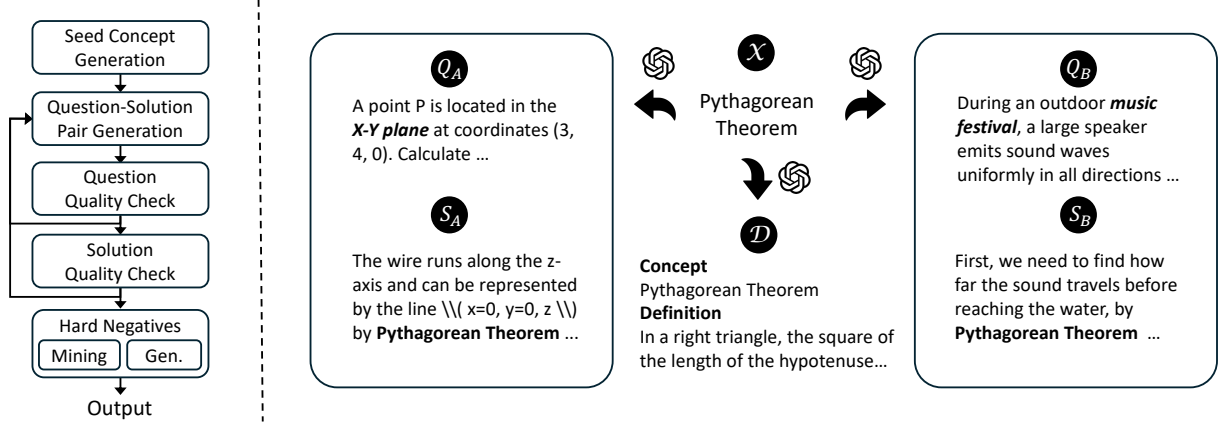 Seed Concept
Generation
Question-Solution
Pair Generation
Question
Quality Check
Solution
Quality Check
Hard Negatives
Mining
Gen.
Output
Q_A
A point P is located in the
X-Y plane at coordinates (3,
4, 0). Calculate ...
S_A
The wire runs along the z-
axis and can be represented
by the line \\( x=0, y=0, z \\)
by Pythagorean Theorem ...
X
Pythagorean
Theorem
D
Concept
Pythagorean Theorem
Definition
In a right triangle, the square of
the length of the hypotenuse...
Q_B
During an outdoor music
festival, a large speaker
emits sound waves
uniformly in all directions ...
S_B
First, we need to find how
far the sound travels before
reaching the water, by
Pythagorean Theorem ...